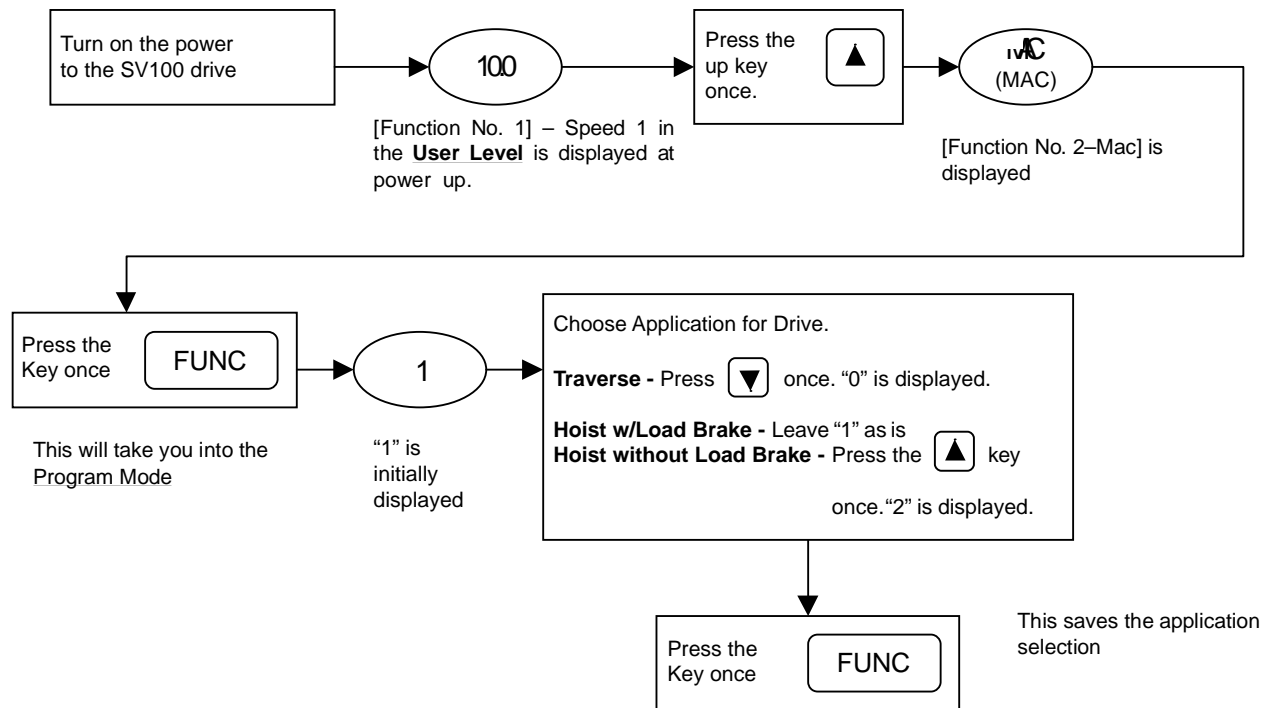 Turn on the power
to the SV100 drive
10.0
[Function No. 1] – Speed 1 in
the User Level is displayed at
power up.
Press the
up key
once.
(MAC)
[Function No. 2–Mac] is
displayed
Press the
Key once
FUNC
This will take you into the
Program Mode
1
“1” is
initially
displayed
Choose Application for Drive.
Traverse - Press once. “0” is displayed.
Hoist w/Load Brake - Leave “1” as is
Hoist without Load Brake - Press the key
once.“2” is displayed.
Press the
Key once
FUNC
This saves the application
selection